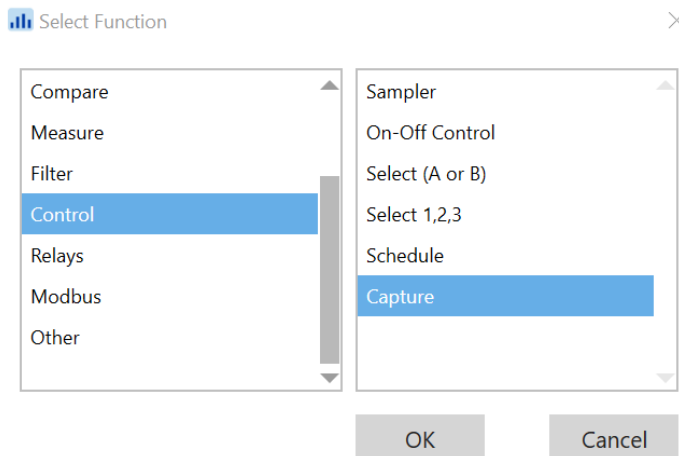 Select Function
Compare
Measure
Filter
Control
Relays
Modbus
Other
Sampler
On-Off Control
Select (A or B)
Select 1,2,3
Schedule
Capture
OK
Cancel